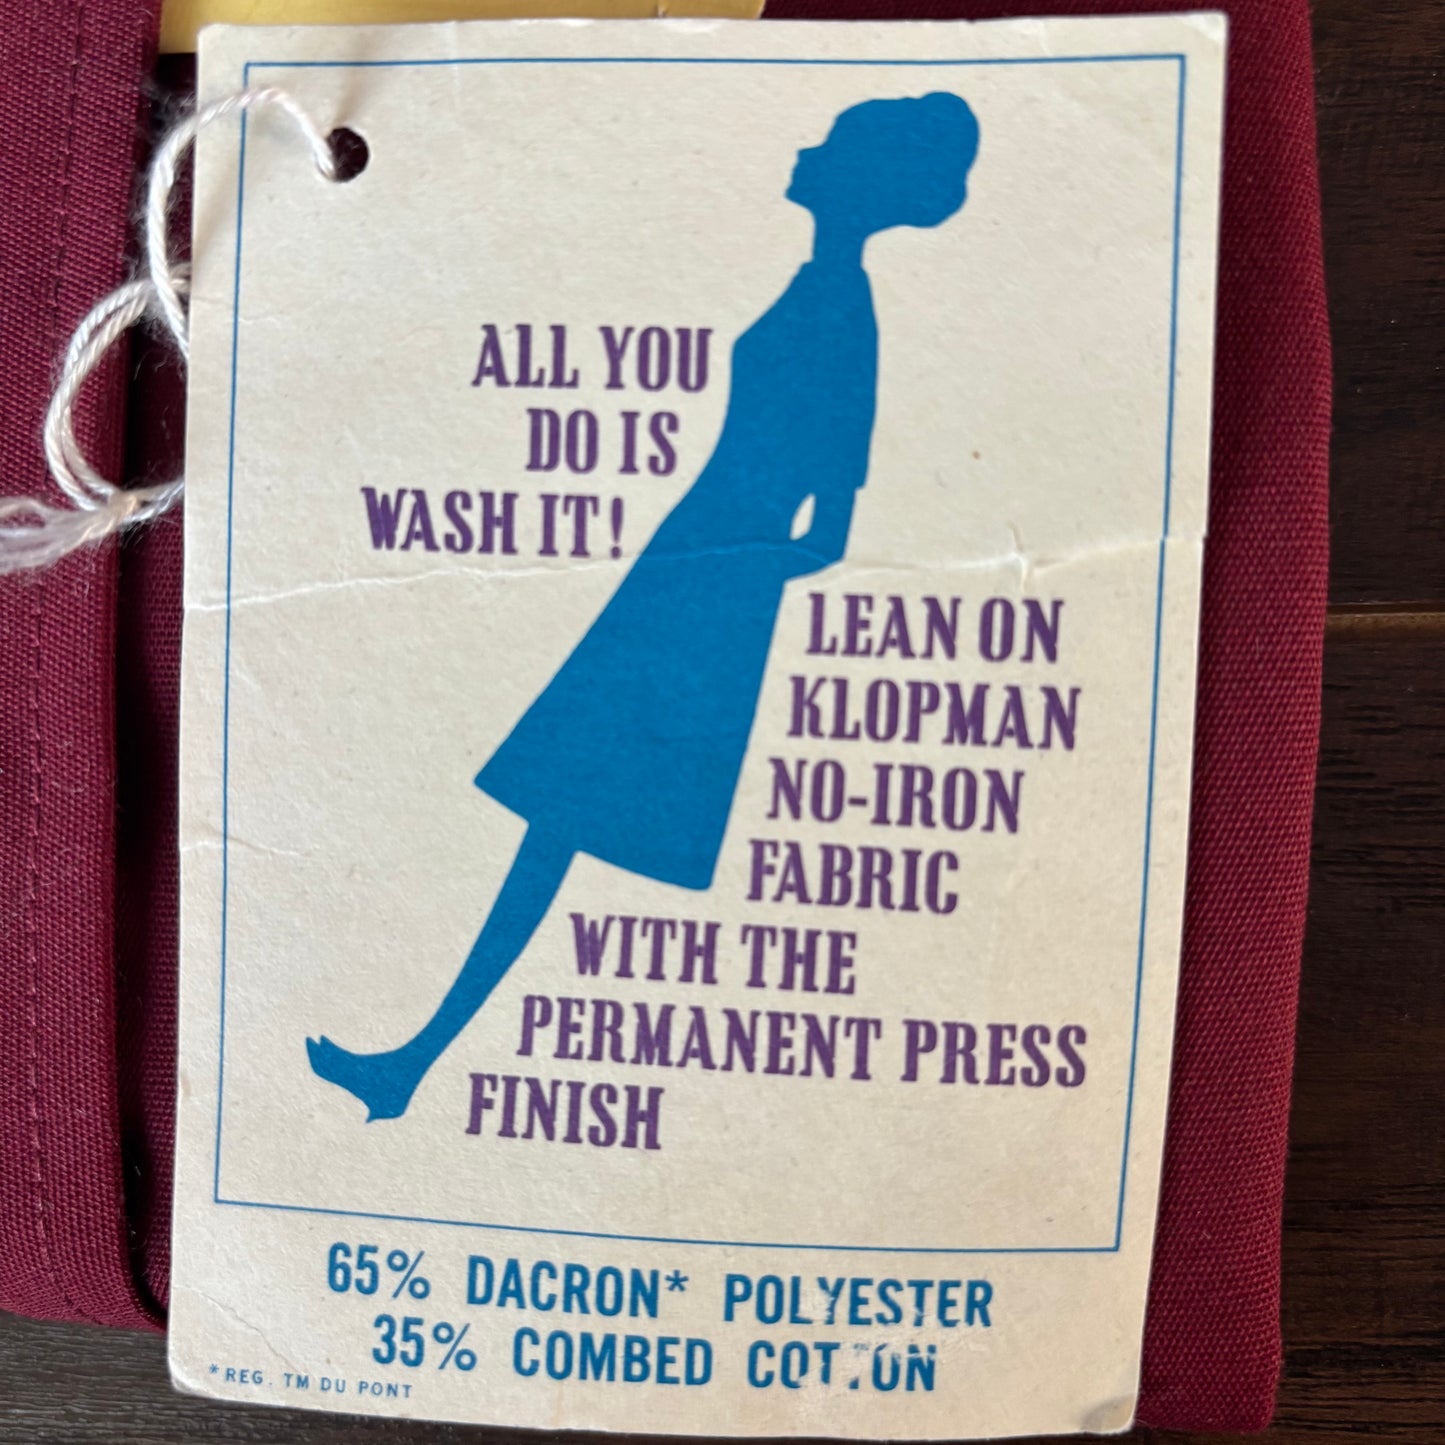 ALL YOU
DO IS
WASH IT!
LEAN ON
KLOPMAN
NO-IRON
FABRIC
WITH THE
PERMANENT PRESS
FINISH
65% DACRON* POLYESTER
35% COMBED COTTON
*REG. TM DU PONT